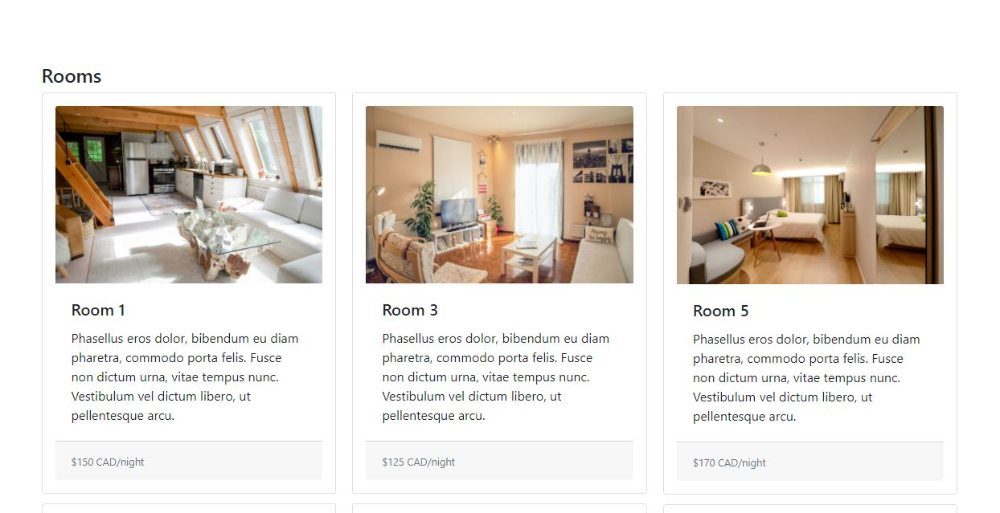 Rooms
Room 1
Phasellus eros dolor, bibendum eu diam
pharetra, commodo porta felis. Fusce
non dictum urna, vitae tempus nunc.
Vestibulum vel dictum libero, ut
pellentesque arcu.
$150 CAD/night
Always
be happy
Room 3
Phasellus eros dolor, bibendum eu diam
pharetra, commodo porta felis. Fusce
non dictum urna, vitae tempus nunc.
Vestibulum vel dictum libero, ut
pellentesque arcu.
$125 CAD/night
Room 5
Phasellus eros dolor, bibendum eu diam
pharetra, commodo porta felis. Fusce
non dictum urna, vitae tempus nunc.
Vestibulum vel dictum libero, ut
pellentesque arcu.
$170 CAD/night